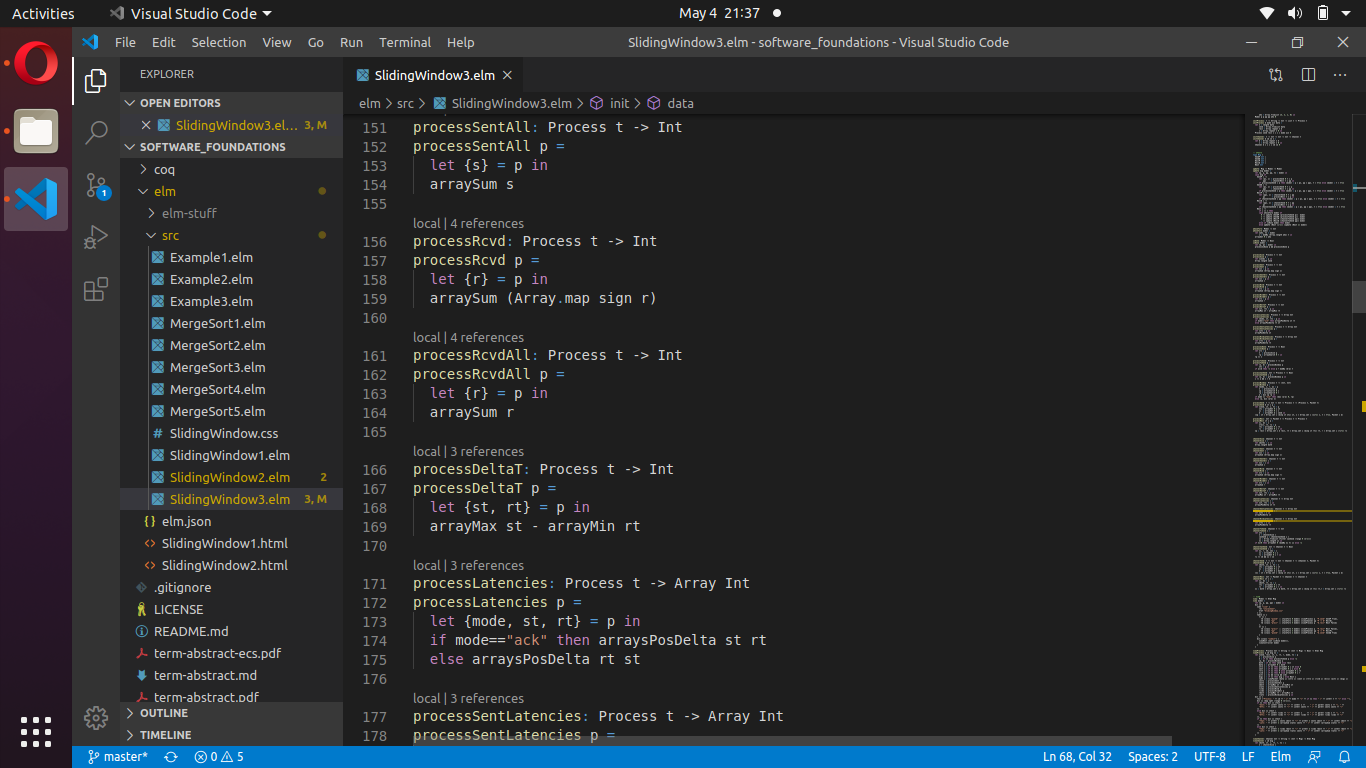 Activities
Visual Studio Code
May 4 21:37
File Edit Selection View Go Run Terminal Help
SlidingWindow3.elm - software_foundations - Visual Studio Code
EXPLORER
OPEN EDITORS
SlidingWindow3.el... 3, M
SOFTWARE_FOUNDATIONS
coq
elm
elm-stuff
src
Example1.elm
Example2.elm
Example3.elm
MergeSort1.elm
MergeSort2.elm
MergeSort3.elm
MergeSort4.elm
MergeSort5.elm
# SlidingWindow.css
SlidingWindow1.elm
SlidingWindow2.elm 2
SlidingWindow3.elm 3, M
{} elm.json
<> SlidingWindow1.html
<> SlidingWindow2.html
.gitignore
LICENSE
README.md
term-abstract-ecs.pdf
term-abstract.md
term-abstract.pdf
OUTLINE
TIMELINE
1
SlidingWindow3.elm
elm > src > SlidingWindow3.elm > init > data
151 processSentAll: Process t -> Int
152 processSentAll p =
153 let {s} = p in
154 arraySum s
155
local | 4 references
156 processRcvd: Process t -> Int
157 processRcvd p =
158 let {r} = p in
159 arraySum (Array.map sign r)
160
local | 4 references
161 processRcvdAll: Process t -> Int
162 processRcvdAll p =
163 let {r} = p in
164 arraySum r
165
local | 3 references
166 processDeltaT: Process t -> Int
167 processDeltaT p =
168 let {st, rt} = p in
169 arrayMax st - arrayMin rt
170
local | 3 references
171 processLatencies: Process t -> Array Int
172 processLatencies p =
173 let {mode, st, rt} = p in
174 if mode=="ack" then arraysPosDelta st rt
175 else arraysPosDelta rt st
176
local | 3 references
177 processSentLatencies: Process t -> Array Int
178 processSentLatencies p =
master* 0 5
Ln 68, Col 32 Spaces: 2 UTF-8 LF Elm